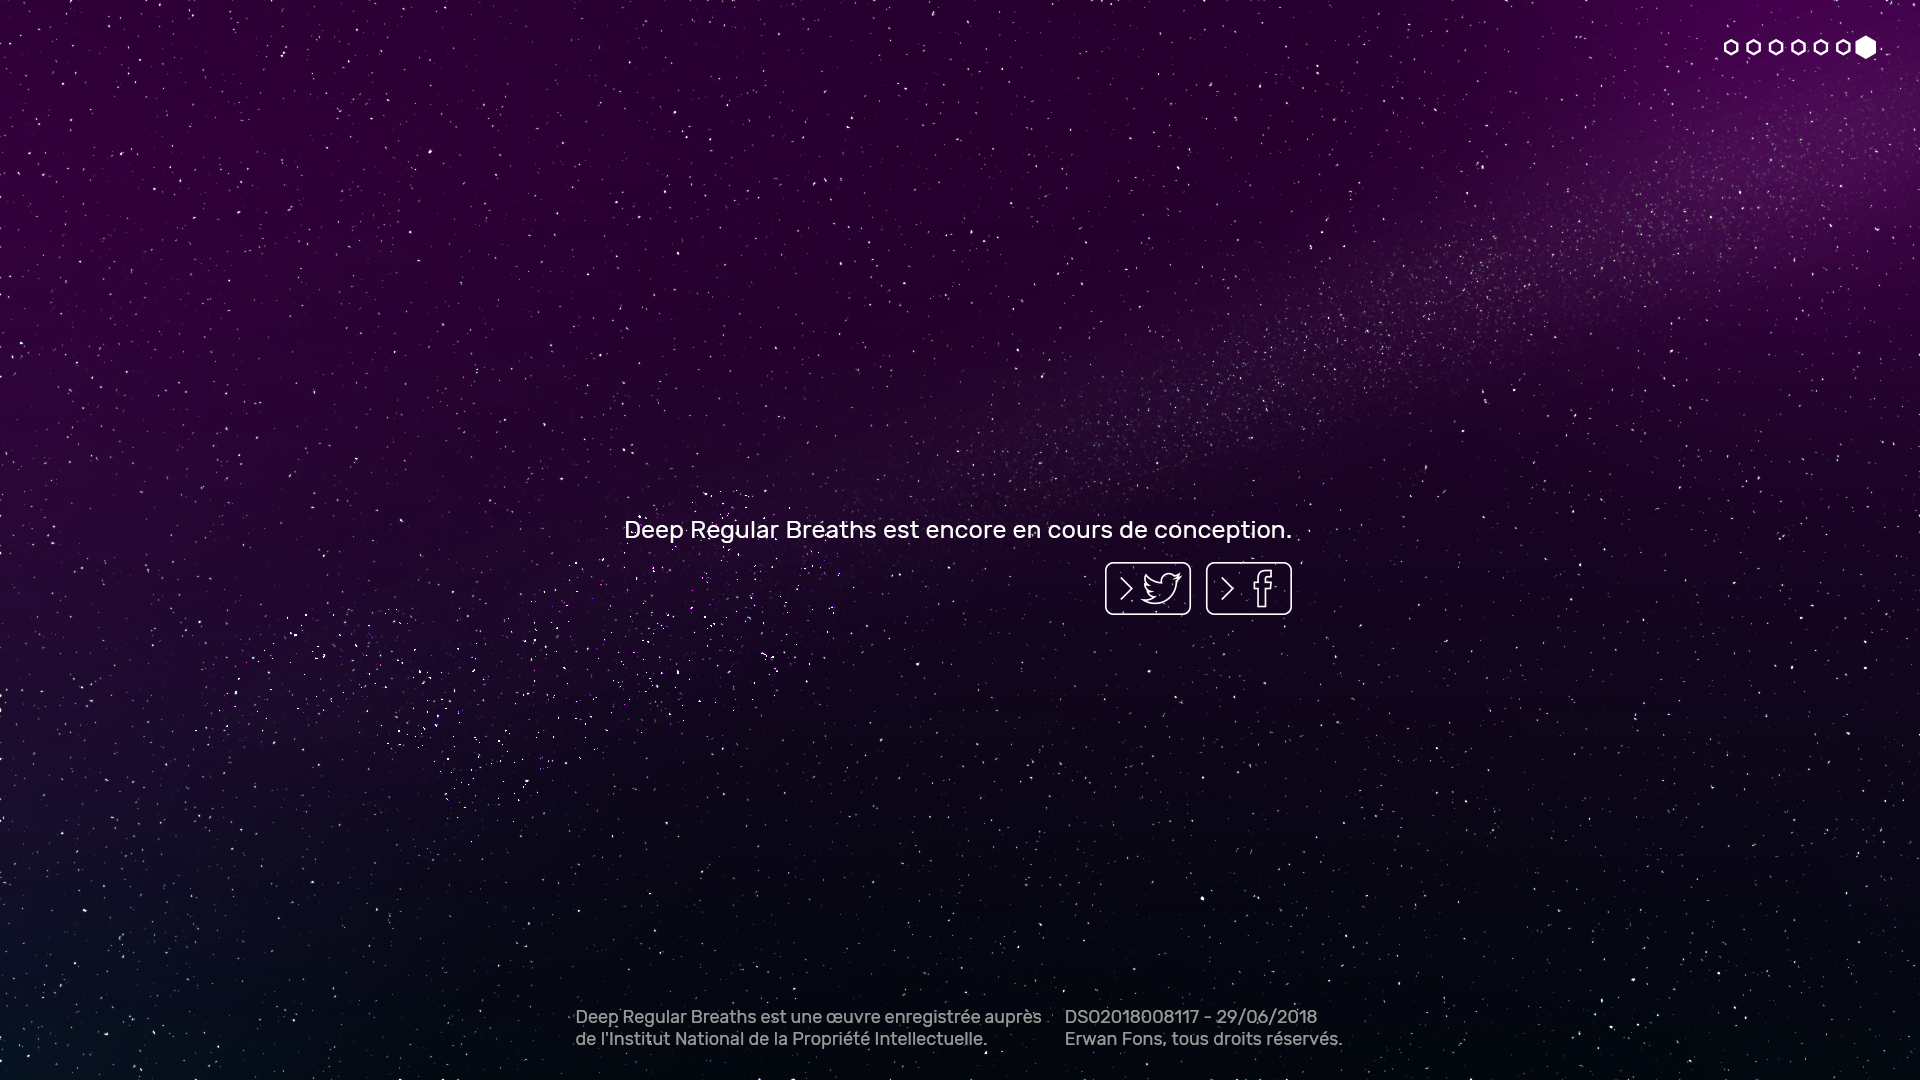 Deep Regular Breaths est encore en cours de conception.
Deep Regular Breaths est une œuvre enregistrée auprès
de l'Institut National de la Propriété Intellectuelle.
DSO2018008117 - 29/06/2018
Erwan Fons, tous droits réservés.